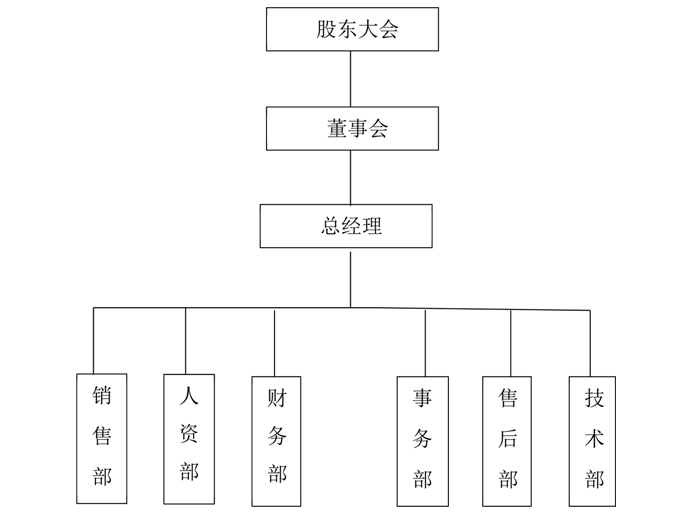 股东大会
董事会
总经理
销售部
人资部
财务部
事务部
售后部
技术部